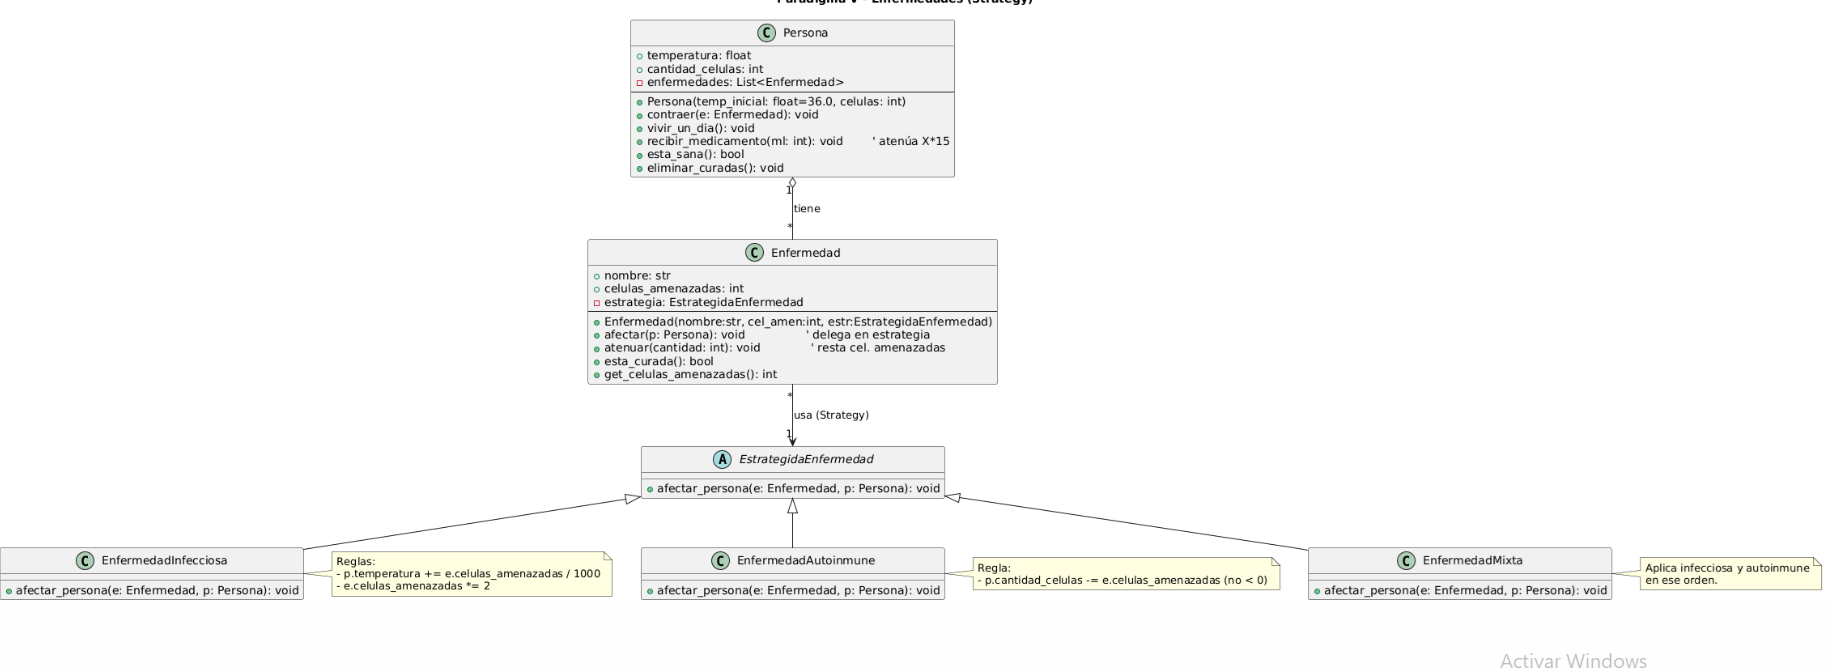 Paradigma V - Enfermedades (Strategy)
C Persona
temperatura: float
cantidad_celulas: int
enfermedades: List<Enfermedad>
Persona(temp_inicial: float=36.0, celulas: int)
contraer(e: Enfermedad): void
vivir_un_dia(): void
recibir_medicamento(ml: int): void ' atenúa X*15
esta_sana(): bool
eliminar_curadas(): void
1
tiene
*
C Enfermedad
nombre: str
celulas_amenazadas: int
estrategia: EstrategidaEnfermedad
Enfermedad(nombre:str, cel_amen:int, estr:EstrategidaEnfermedad)
afectar(p: Persona): void ' delega en estrategia
atenuar(cantidad: int): void ' resta cel. amenazadas
esta_curada(): bool
get_celulas_amenazadas(): int
*
usa (Strategy)
1
A EstrategidaEnfermedad
afectar_persona(e: Enfermedad, p: Persona): void
C EnfermedadInfecciosa
afectar_persona(e: Enfermedad, p: Persona): void
Reglas:
- p.temperatura += e.celulas_amenazadas / 1000
- e.celulas_amenazadas *= 2
C EnfermedadAutoinmune
afectar_persona(e: Enfermedad, p: Persona): void
Regla:
- p.cantidad_celulas -= e.celulas_amenazadas (no < 0)
C EnfermedadMixta
afectar_persona(e: Enfermedad, p: Persona): void
Aplica infecciosa y autoinmune
en ese orden.
Activar Windows